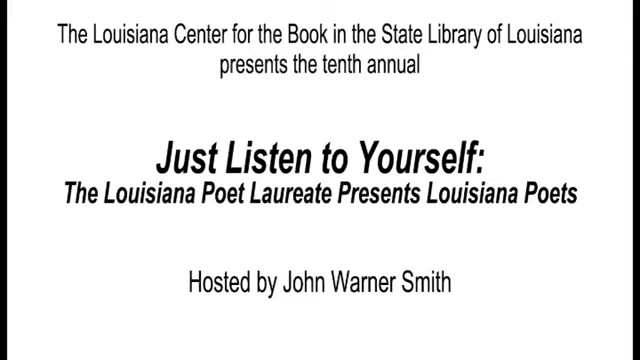 The Louisiana Center for the Book in the State Library of Louisiana
presents the tenth annual
Just Listen to Yourself:
The Louisiana Poet Laureate Presents Louisiana Poets
Hosted by John Warner Smith